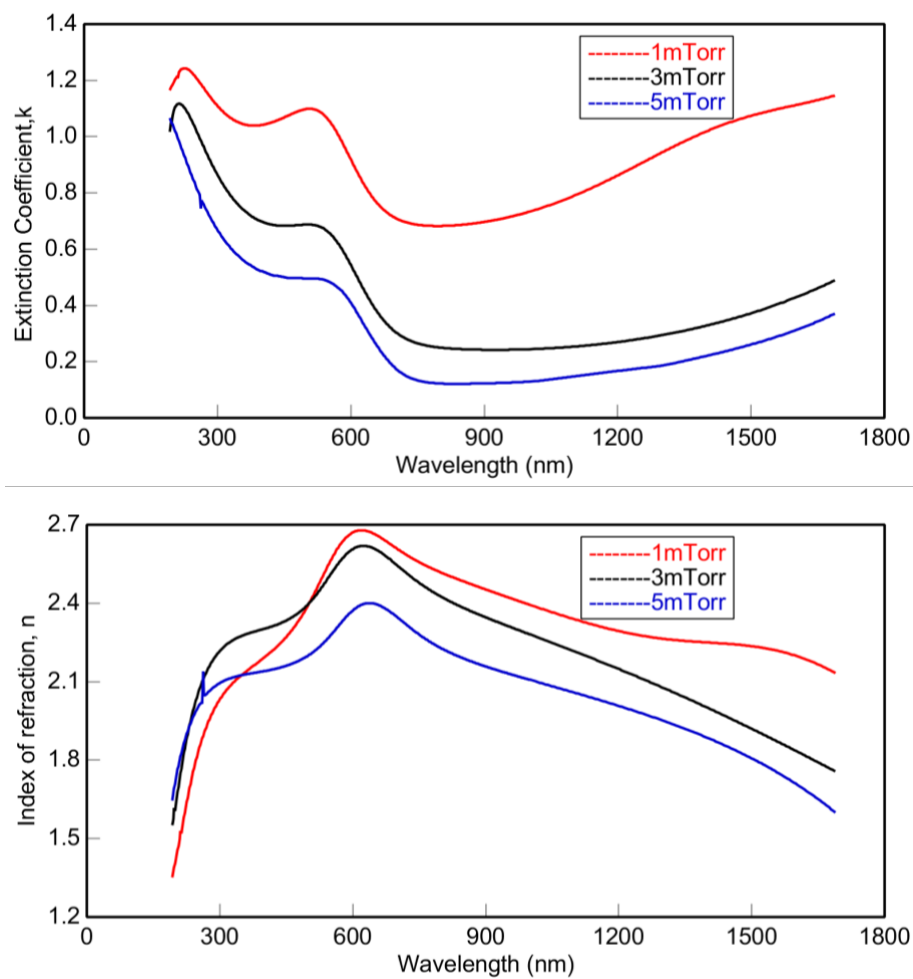 1.4
1.2
1.0
0.8
0.6
0.4
0.2
0.0
Extinction Coefficient,k
---------1mTorr
---------3mTorr
---------5mTorr
0 300 600 900 1200 1500 1800
Wavelength (nm)
2.7
2.4
2.1
1.8
1.5
1.2
Index of refraction, n
---------1mTorr
---------3mTorr
---------5mTorr
0 300 600 900 1200 1500 1800
Wavelength (nm)